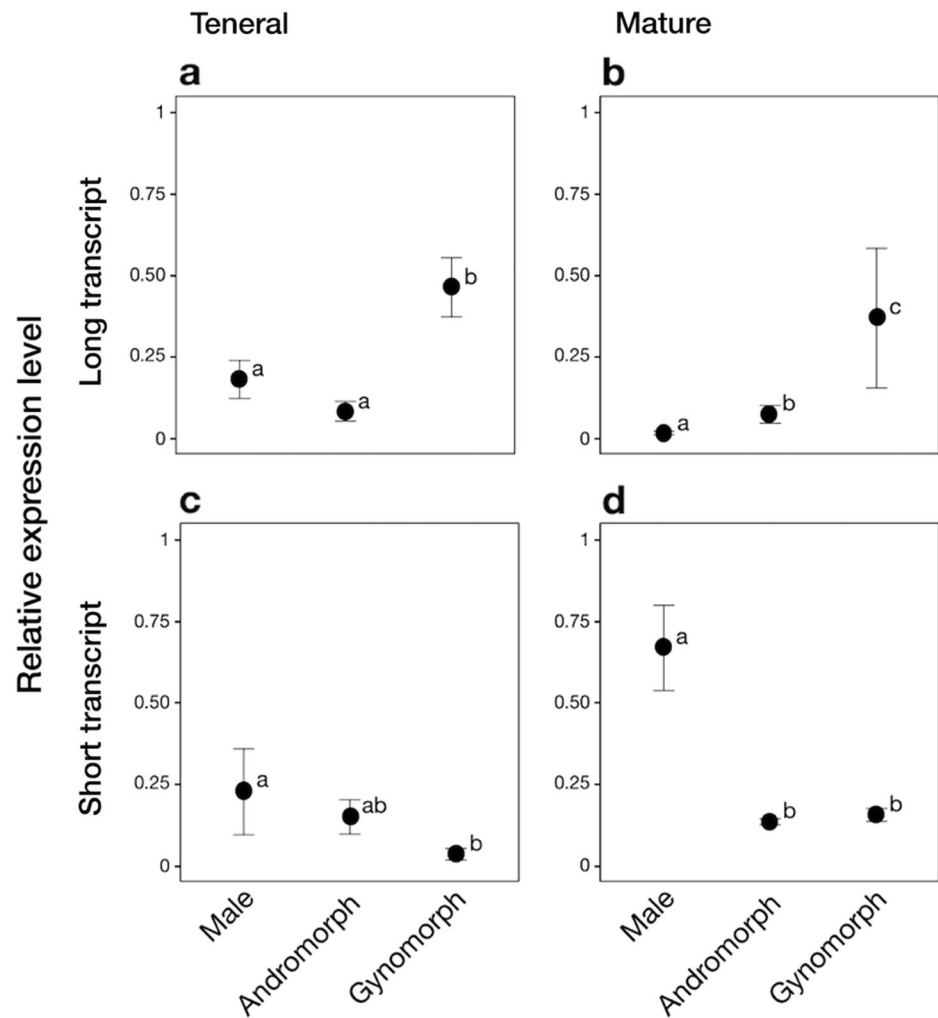 Teneral
Mature
a
b
Relative expression level
Long transcript
1
0.75
0.50
0.25
0
a
a
b
1
0.75
0.50
0.25
0
a
b
c
c
d
Short transcript
1
0.75
0.50
0.25
0
a
ab
b
1
0.75
0.50
0.25
0
a
b
b
Male
Andromorph
Gynomorph
Male
Andromorph
Gynomorph